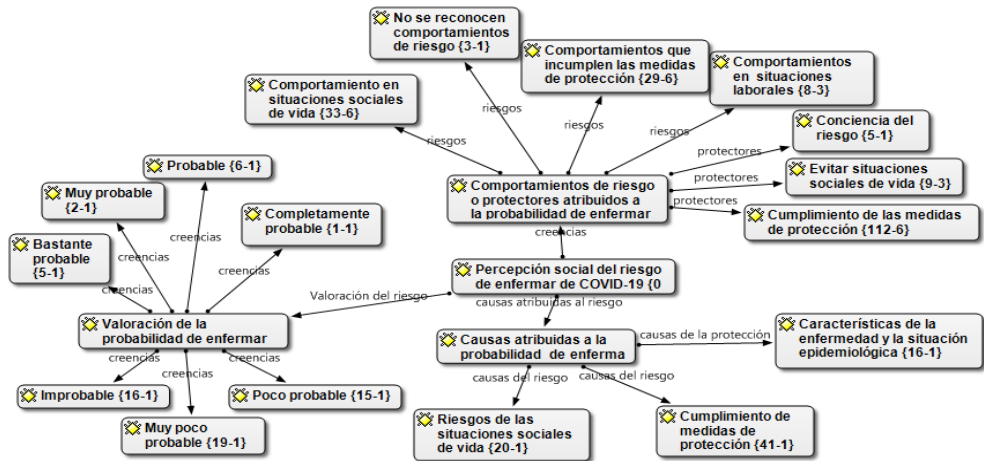 No se reconocen
comportamientos
de riesgo {3-1}
Comportamientos que
incumplen las medidas
de protección {29-6}
Comportamientos
en situaciones
laborales {8-3}
Comportamiento en
situaciones sociales
de vida {33-6}
riesgos
riesgos
riesgos
riesgos
Conciencia del
riesgo {5-1}
protectores
Evitar situaciones
sociales de vida {9-3}
protectores
Cumplimiento de las medidas
de protección {112-6}
protectores
Comportamientos de riesgo
o protectores atribuidos a
la probabilidad de enfermar
creencias
Probable {6-1}
Muy probable
{2-1}
Completamente
probable {1-1}
Bastante
probable
{5-1}
creencias
creencias
creencias
creencias
Percepción social del riesgo
de enfermar de COVID-19 {0
Valoración del riesgo
causas atribuidas al riesgo
Valoración de la
probabilidad de enfermar
creencias
creencias
creencias
Improbable {16-1}
Poco probable {15-1}
Muy poco
probable {19-1}
Causas atribuidas a la
probabilidad de enferma
causas de la protección
Características de la
enfermedad y la situación
epidemiológica {16-1}
causas del riesgo
causas del riesgo
Riesgos de las
situaciones sociales
de vida {20-1}
Cumplimiento de
medidas de
protección {41-1}